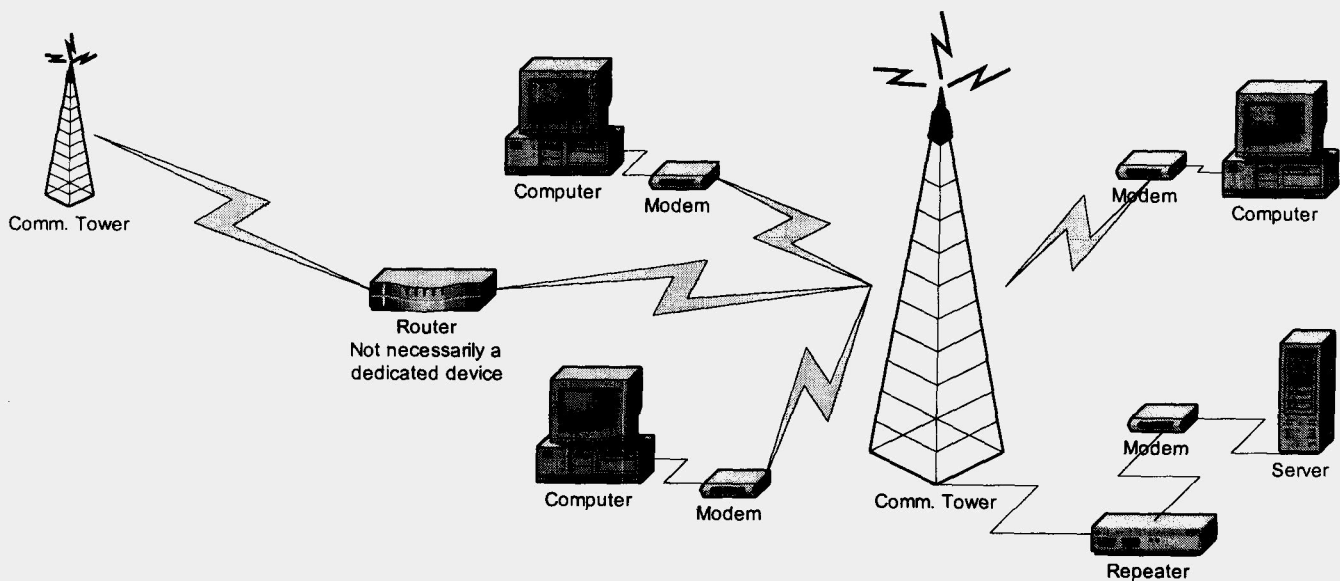 Comm. Tower
Computer
Modem
Modem
Computer
Router
Not necessarily a
dedicated device
Computer
Modem
Comm. Tower
Modem
Server
Repeater